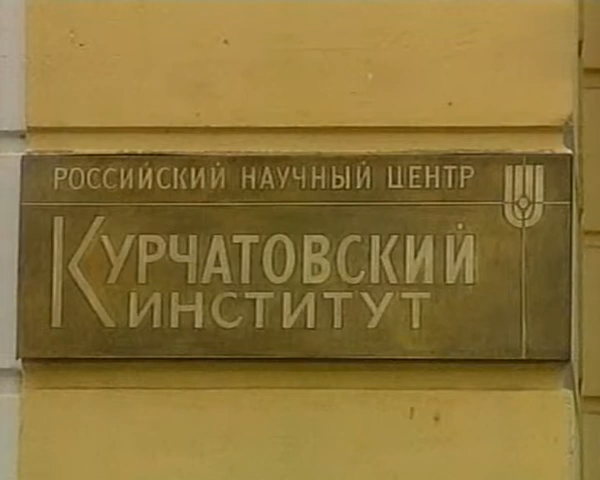 РОССИЙСКИЙ НАУЧНЫЙ ЦЕНТР
КУРЧАТОВСКИЙ
ИНСТИТУТ